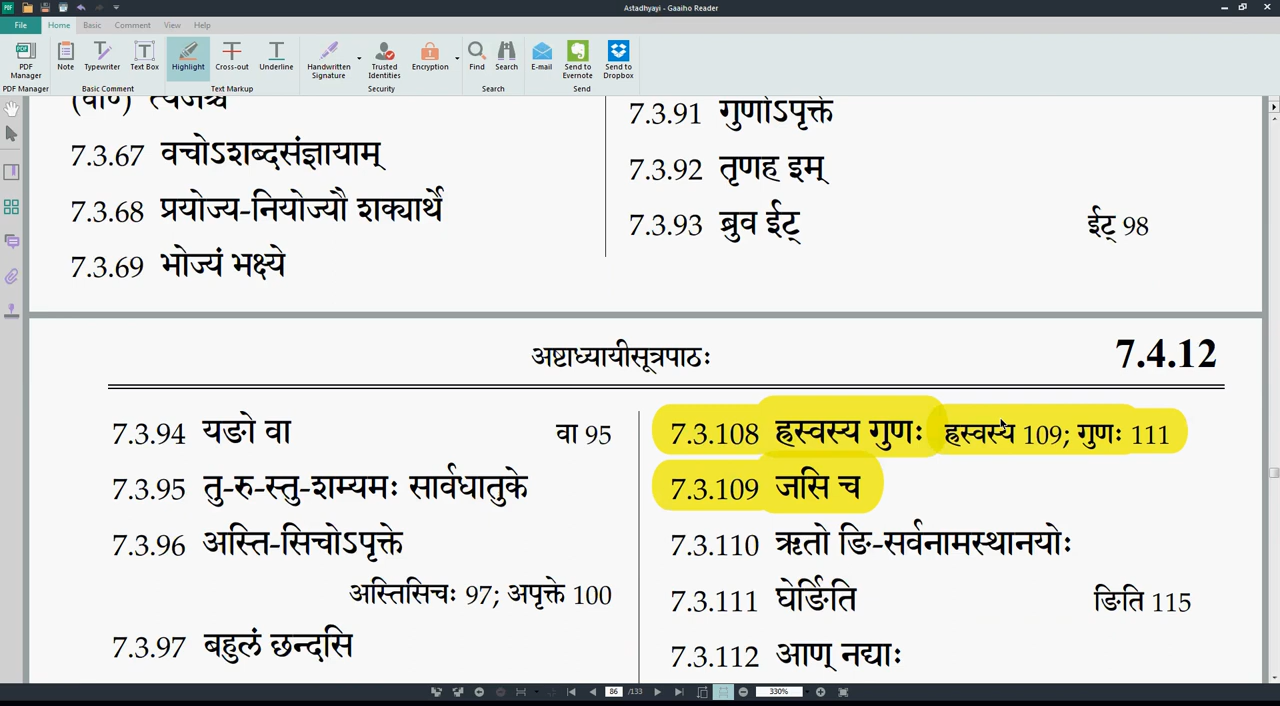 Astadhyayi - Gaaiho Reader
File Home Basic Comment View Help
PDF Manager Note Typewriter Text Box Highlight Cross-out Underline Handwritten Signature Trusted Identities Encryption Find Search E-mail Send to Evernote Send to Dropbox
PDF Manager Basic Comment Text Markup Security Search Send
7.3.67 वचोऽशब्दसंज्ञायाम्
7.3.68 प्रयोज्य-नियोज्यौ शक्यार्थे
7.3.69 भोज्यं भक्ष्ये
7.3.91 गुणोऽपृक्ते
7.3.92 तृणह इम्
7.3.93 ब्रुव ईट् ईट् 98
अष्टाध्यायीसूत्रपाठः 7.4.12
7.3.94 यङो वा वा 95
7.3.95 तु-रु-स्तु-शम्यमः सार्वधातुके
7.3.96 अस्ति-सिचोऽपृक्ते
अस्तिसिचः 97; अपृक्ते 100
7.3.97 बहुलं छन्दसि
7.3.108 ह्रस्वस्य गुणः ह्रस्वस्य 109; गुणः 111
7.3.109 जसि च
7.3.110 ऋतो ङि-सर्वनामस्थानयोः
7.3.111 घेर्ङिति ङिति 115
7.3.112 आण् नद्याः
86 /133 330%